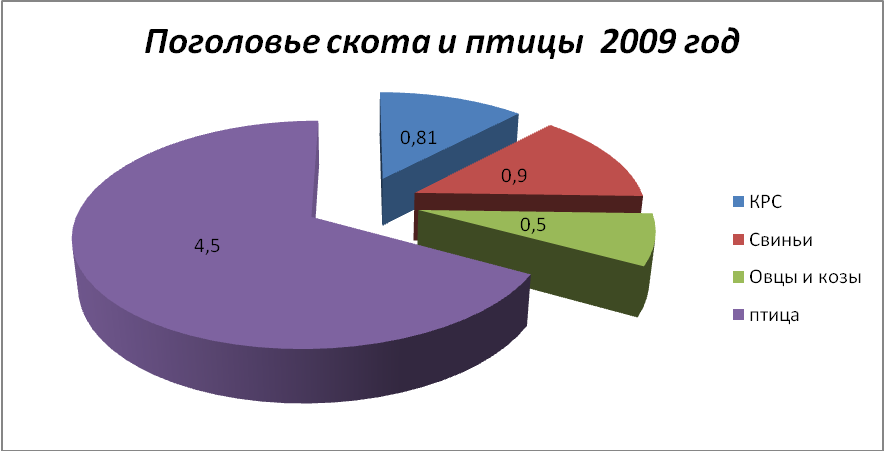 Поголовье скота и птицы 2009 год
0,81
0,9
0,5
4,5
КРС
Свиньи
Овцы и козы
птица